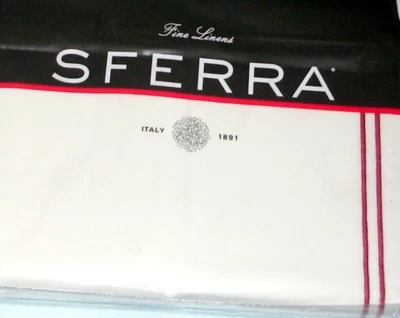 Fine Linens
SFERRA®
ITALY 1891